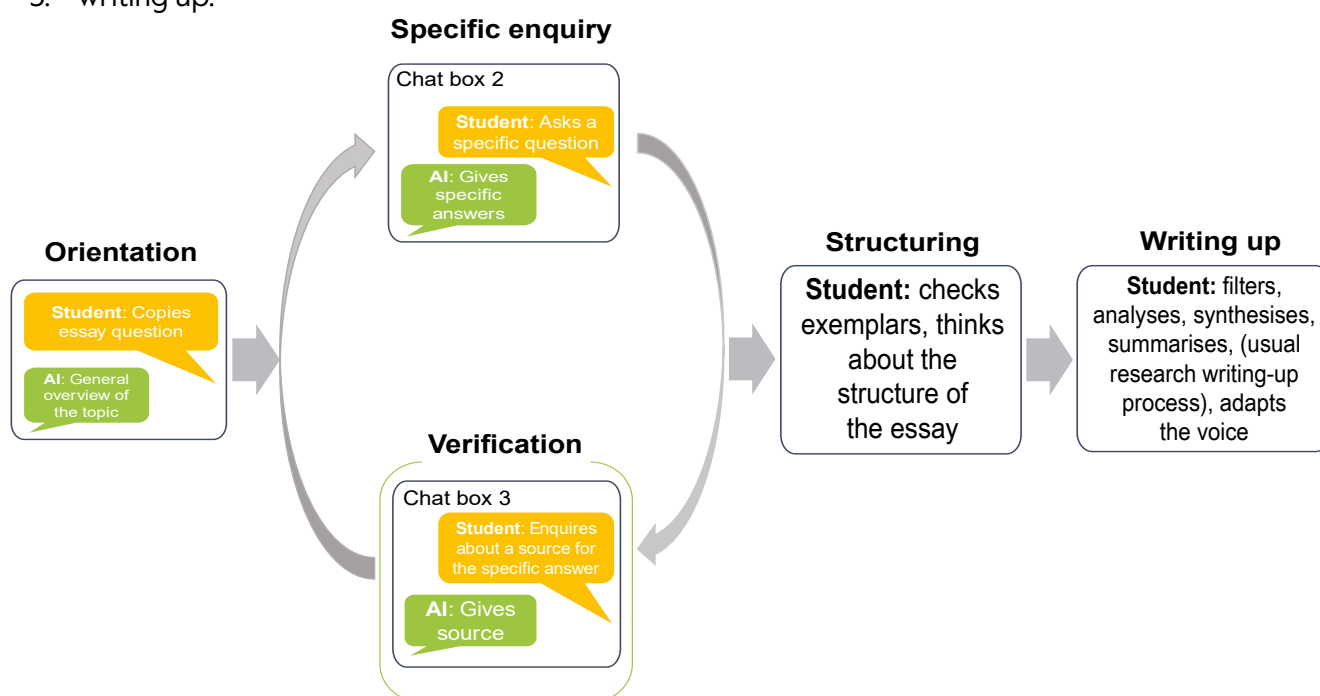 writing up.
Specific enquiry
Chat box 2
Student: Asks a
specific question
AI: Gives
specific
answers
Orientation
Student: Copies
essay question
AI: General
overview of
the topic
Verification
Chat box 3
Student: Enquires
about a source for
the specific answer
AI: Gives
source
Structuring
Student: checks
exemplars, thinks
about the
structure of
the essay
Writing up
Student: filters,
analyses, synthesises,
summarises, (usual
research writing-up
process), adapts
the voice